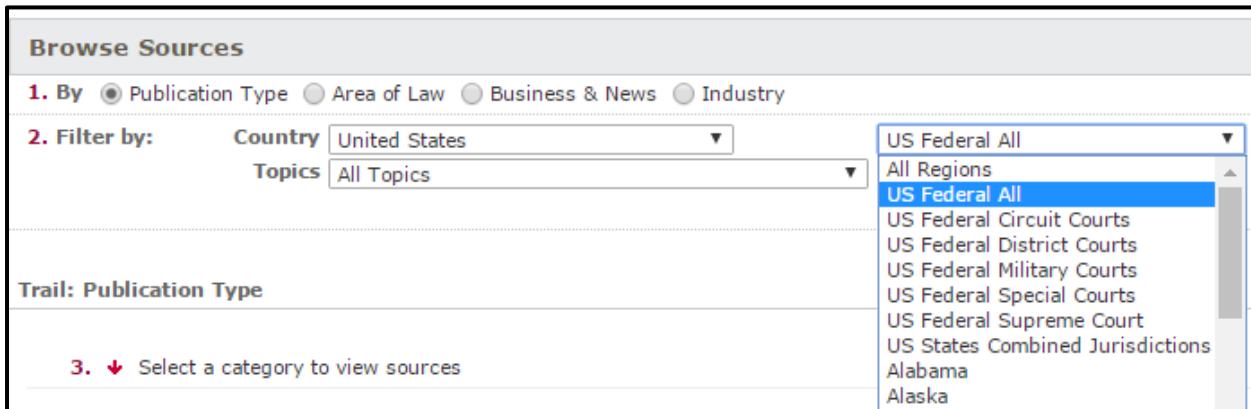 Browse Sources
1. By Publication Type Area of Law Business & News Industry
2. Filter by: Country United States US Federal All
Topics All Topics
All Regions
US Federal All
US Federal Circuit Courts
US Federal District Courts
US Federal Military Courts
US Federal Special Courts
US Federal Supreme Court
US States Combined Jurisdictions
Alabama
Alaska
Trail: Publication Type
3. Select a category to view sources